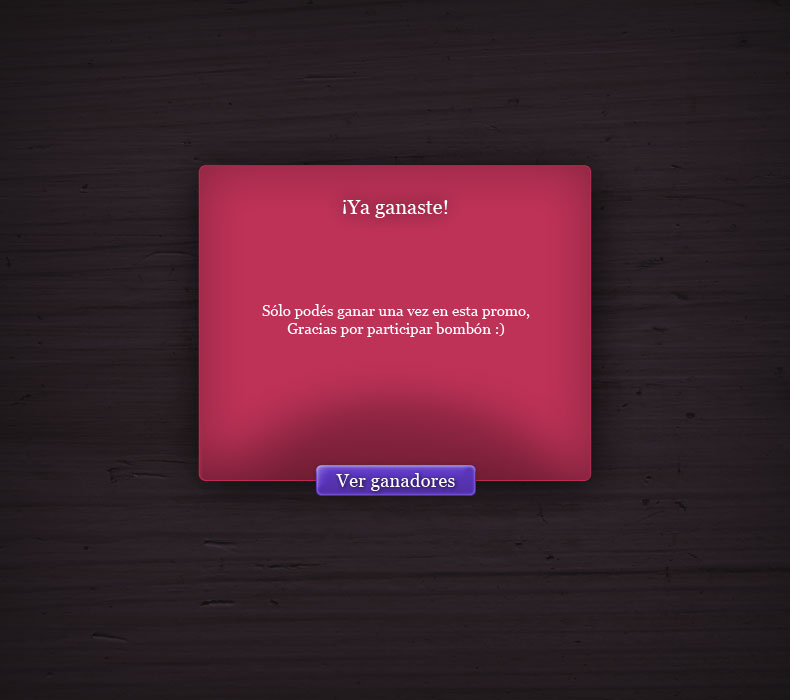 ¡Ya ganaste!
Sólo podés ganar una vez en esta promo,
Gracias por participar bombón :)
Ver ganadores